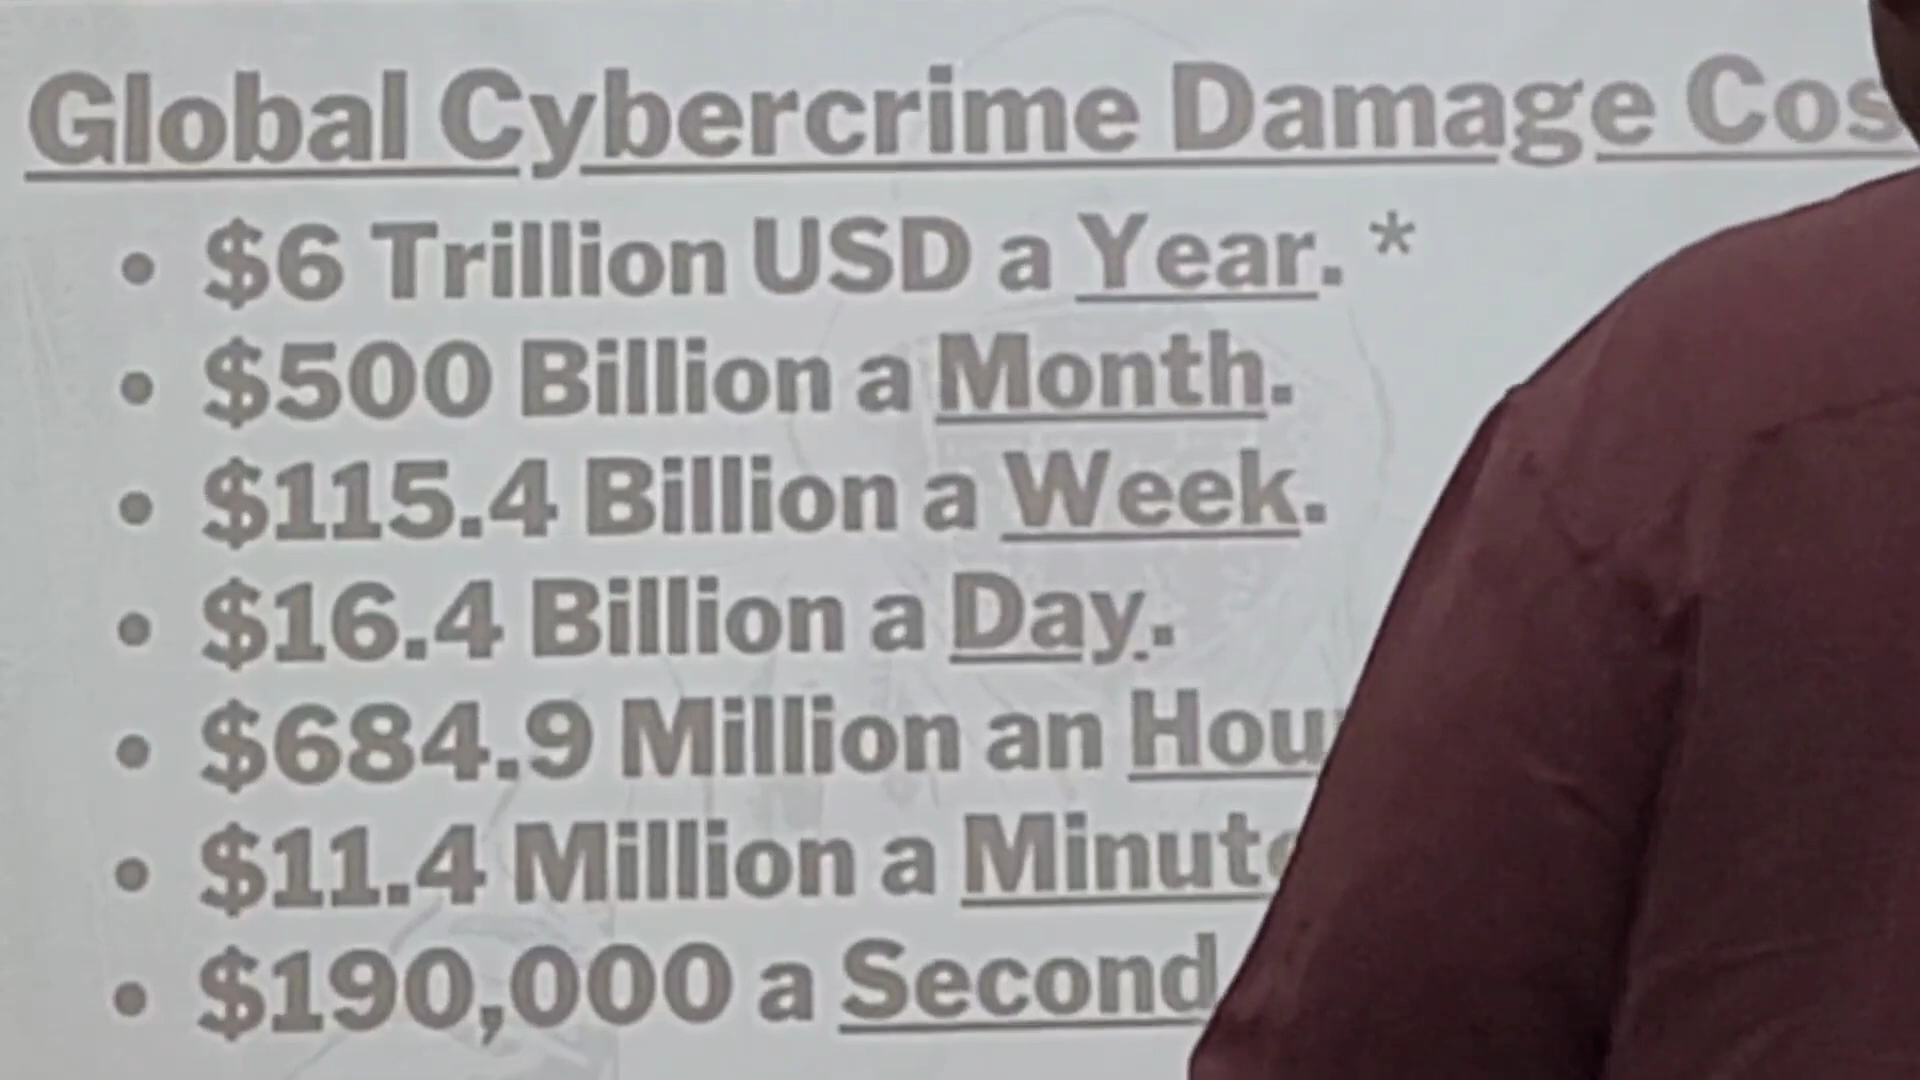 Global Cybercrime Damage Cos
• $6 Trillion USD a Year. *
• $500 Billion a Month.
• $115.4 Billion a Week.
• $16.4 Billion a Day.
• $684.9 Million an Hou
• $11.4 Million a Minute
• $190,000 a Second